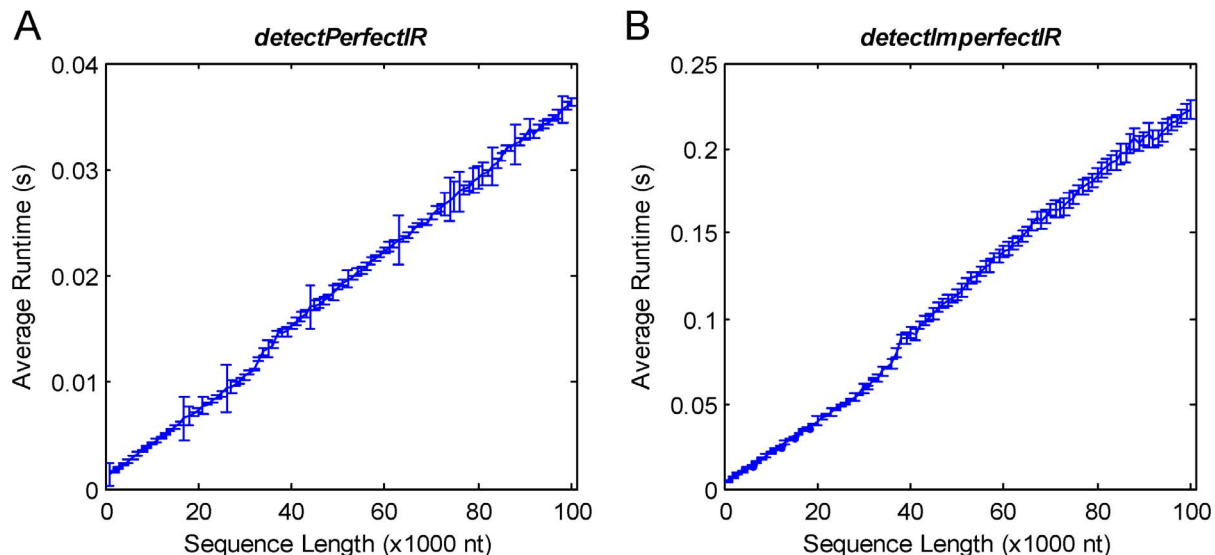 A
detectPerfectIR
0.04
0.03
0.02
0.01
0
Average Runtime (s)
0 20 40 60 80 100
Sequence Length (x1000 nt)
B
detectImperfectIR
0.25
0.2
0.15
0.1
0.05
0
Average Runtime (s)
0 20 40 60 80 100
Sequence Length (x1000 nt)